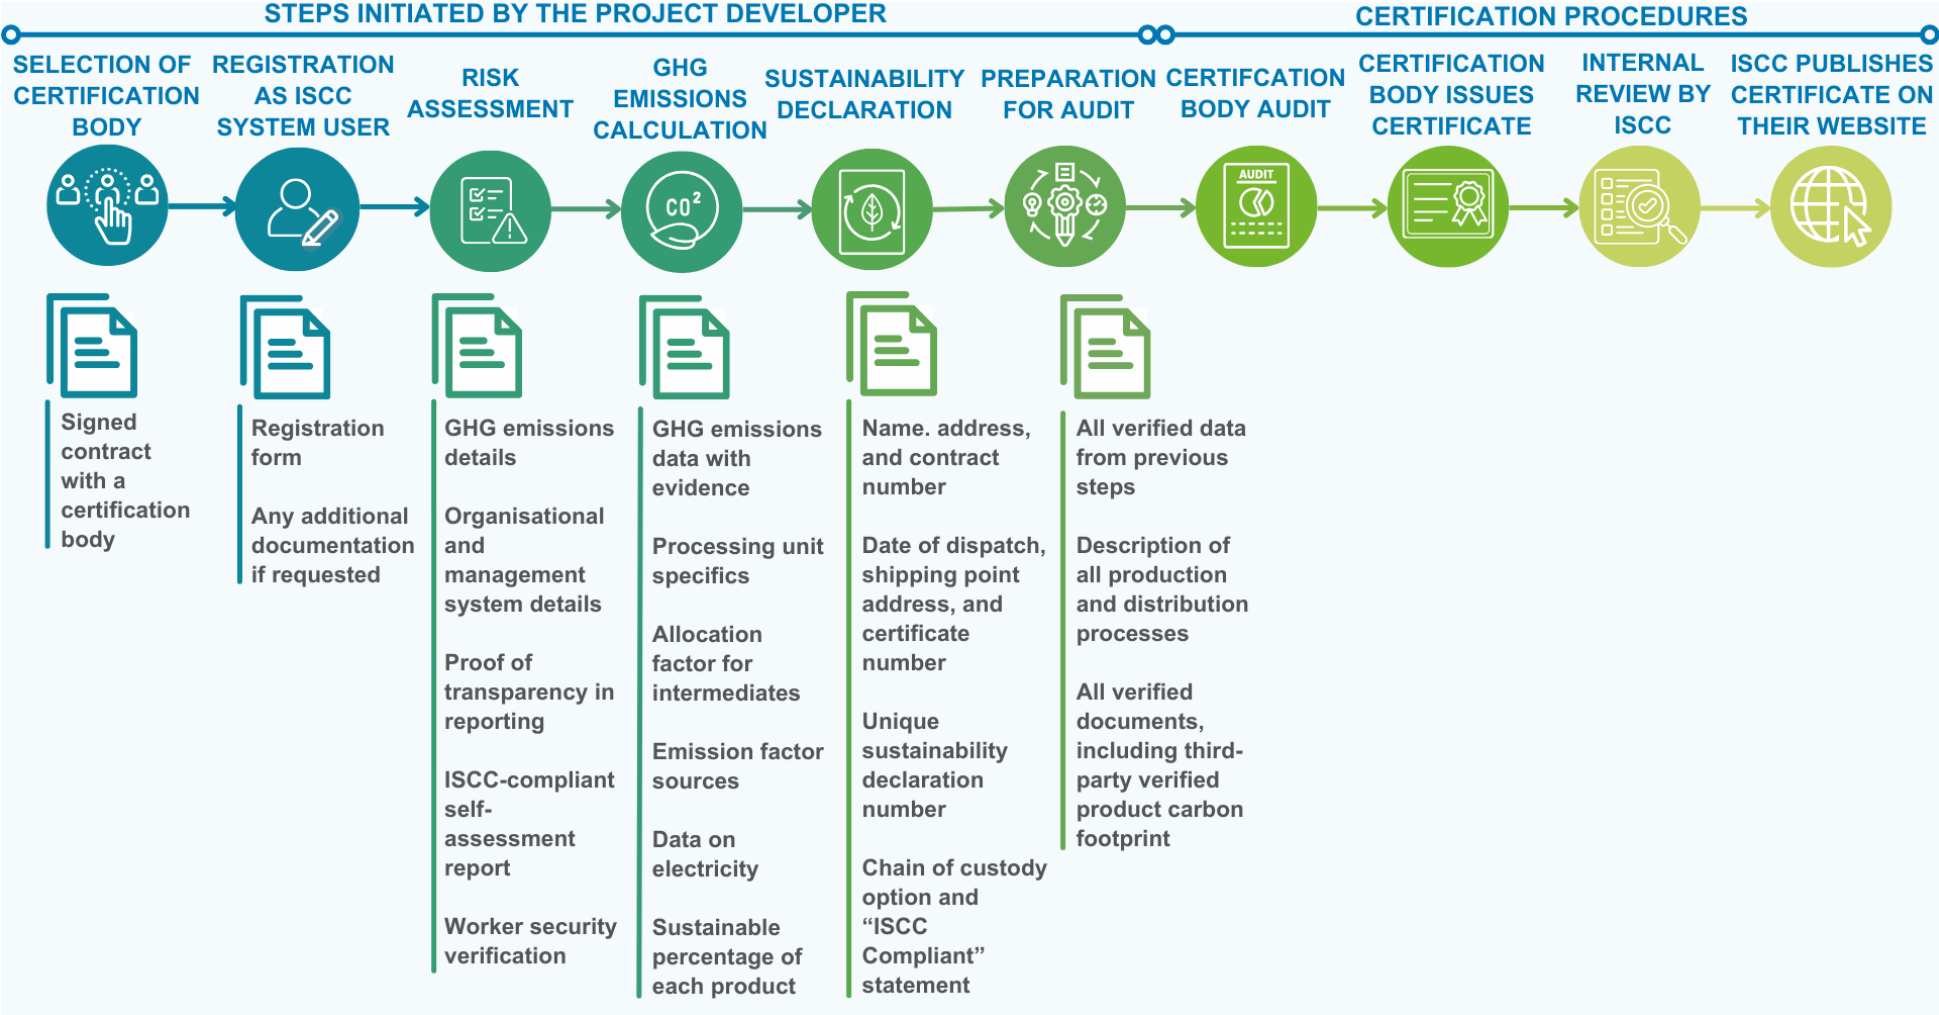 STEPS INITIATED BY THE PROJECT DEVELOPER
CERTIFICATION PROCEDURES
SELECTION OF
CERTIFICATION
BODY
REGISTRATION
AS ISCC
SYSTEM USER
RISK
ASSESSMENT
GHG
EMISSIONS
CALCULATION
SUSTAINABILITY
DECLARATION
PREPARATION
FOR AUDIT
CERTIFCATION
BODY AUDIT
CERTIFICATION
BODY ISSUES
CERTIFICATE
INTERNAL
REVIEW BY
ISCC
ISCC PUBLISHES
CERTIFICATE ON
THEIR WEBSITE
CO²
AUDIT
Signed
contract
with a
certification
body
Registration
form
Any additional
documentation
if requested
GHG emissions
details
Organisational
and
management
system details
Proof of
transparency in
reporting
ISCC-compliant
self-
assessment
report
Worker security
verification
GHG emissions
data with
evidence
Processing unit
specifics
Allocation
factor for
intermediates
Emission factor
sources
Data on
electricity
Sustainable
percentage of
each product
Name. address,
and contract
number
Date of dispatch,
shipping point
address, and
certificate
number
Unique
sustainability
declaration
number
Chain of custody
option and
“ISCC
Compliant”
statement
All verified data
from previous
steps
Description of
all production
and distribution
processes
All verified
documents,
including third-
party verified
product carbon
footprint